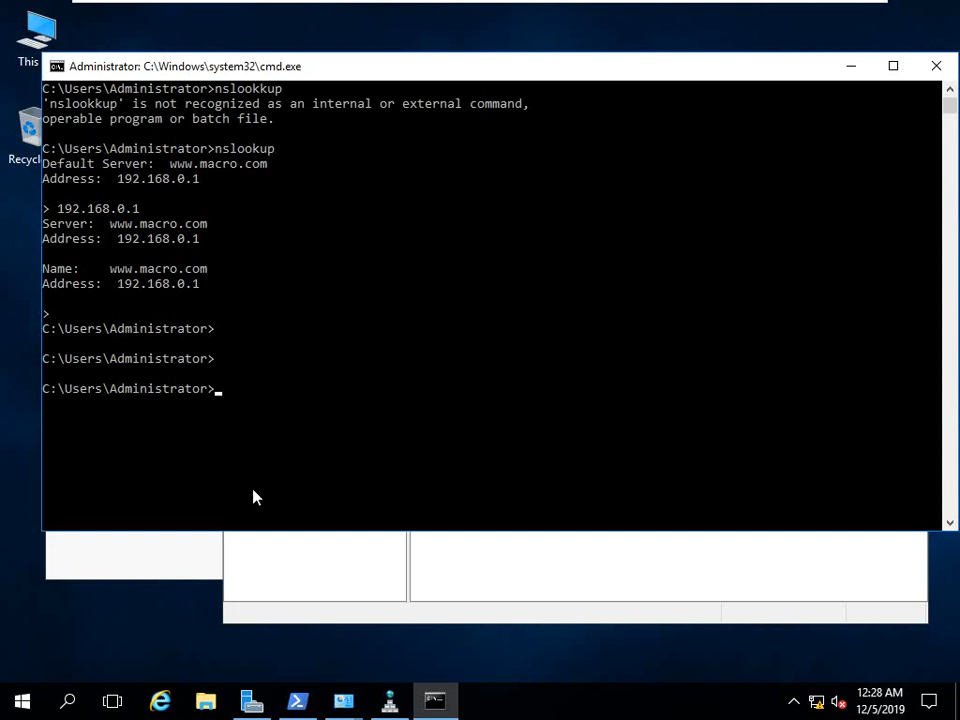 This
Recycl
Administrator: C:\Windows\system32\cmd.exe
C:\Users\Administrator>nslookkup
'nslookkup' is not recognized as an internal or external command,
operable program or batch file.
C:\Users\Administrator>nslookup
Default Server:  www.macro.com
Address:  192.168.0.1
> 192.168.0.1
Server:  www.macro.com
Address:  192.168.0.1
Name:    www.macro.com
Address:  192.168.0.1
>
C:\Users\Administrator>
C:\Users\Administrator>
C:\Users\Administrator>
12:28 AM
12/5/2019